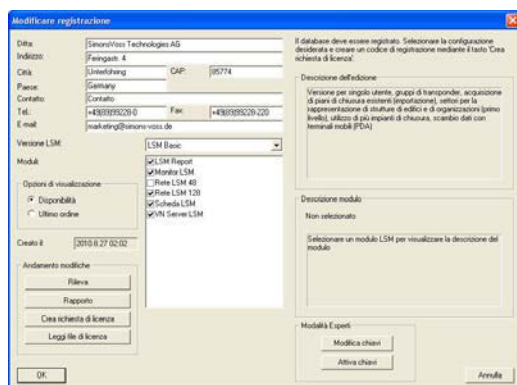 Modificare registrazione
Ditta: SimonsVoss Technologies AG
Indirizzo: Feringastr. 4
Città: Unterföhring CAP: 85774
Paese: Germany
Contatto: Contatto
Tel.: +49(89)99228-0 Fax: +49(89)99228-220
E-mail: marketing@simons-voss.de
Versione LSM: LSM Basic
Moduli:
LSM Report
Monitor LSM
Rete LSM 48
Rete LSM 128
Scheda LSM
VN Server LSM
Opzioni di visualizzazione
Disponibilità
Ultimo ordine
Creato il: 2010.8.27 02:02
Andamento modifiche
Rileva
Rapporto
Crea richiesta di licenza
Leggi file di licenza
OK
Il database deve essere registrato. Selezionare la configurazione
desiderata e creare un codice di registrazione mediante il tasto 'Crea
richiesta di licenza'.
Descrizione dell'edizione
Versione per singolo utente, gruppi di transponder, acquisizione
di piani di chiusura esistenti (importazione), settori per la
rappresentazione di strutture di edifici e di organizzazioni (primo
livello), utilizzo di più impianti di chiusura, scambio dati con
terminali mobili (PDA)
Descrizione modulo
Non selezionato
Selezionare un modulo LSM per visualizzare la descrizione del
modulo
Modalità Esperti
Modifica chiavi
Attiva chiavi
Annulla